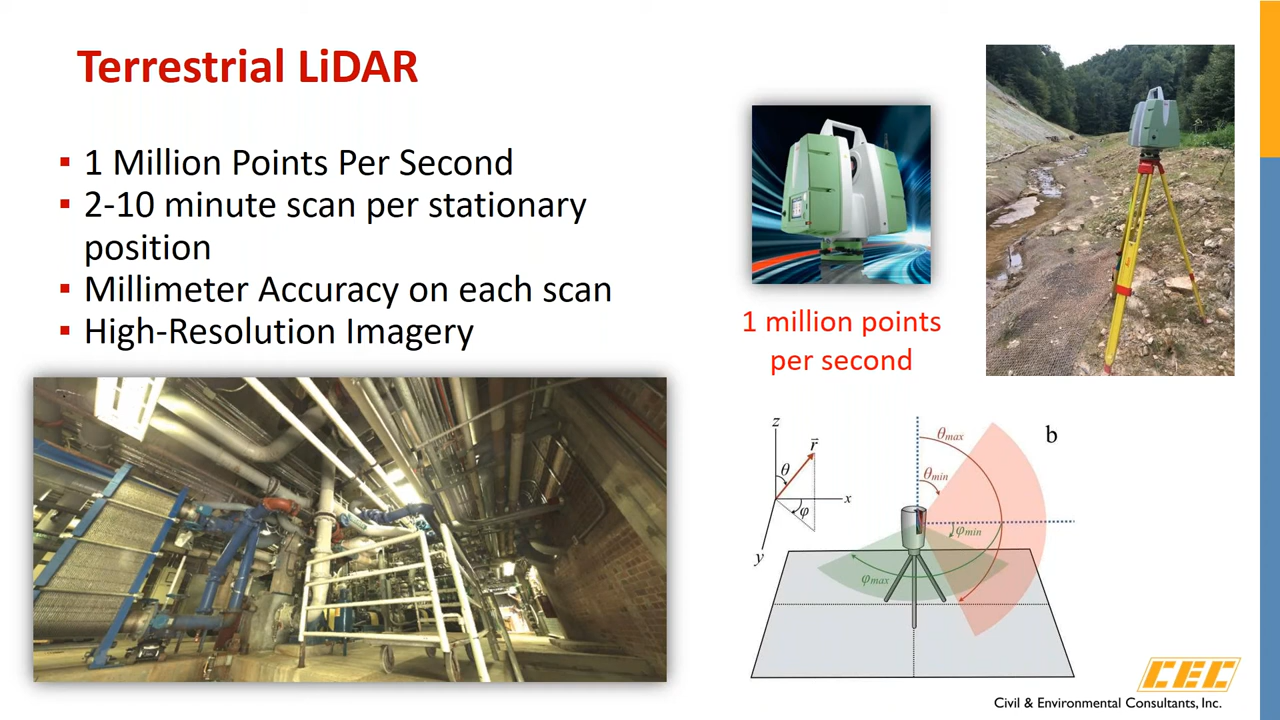 Terrestrial LiDAR
▪ 1 Million Points Per Second
▪ 2-10 minute scan per stationary
position
▪ Millimeter Accuracy on each scan
▪ High-Resolution Imagery
1 million points
per second
z
r⃗
θ
x
φ
y
θmax
b
θmin
φmin
φmax
CEC
Civil & Environmental Consultants, Inc.